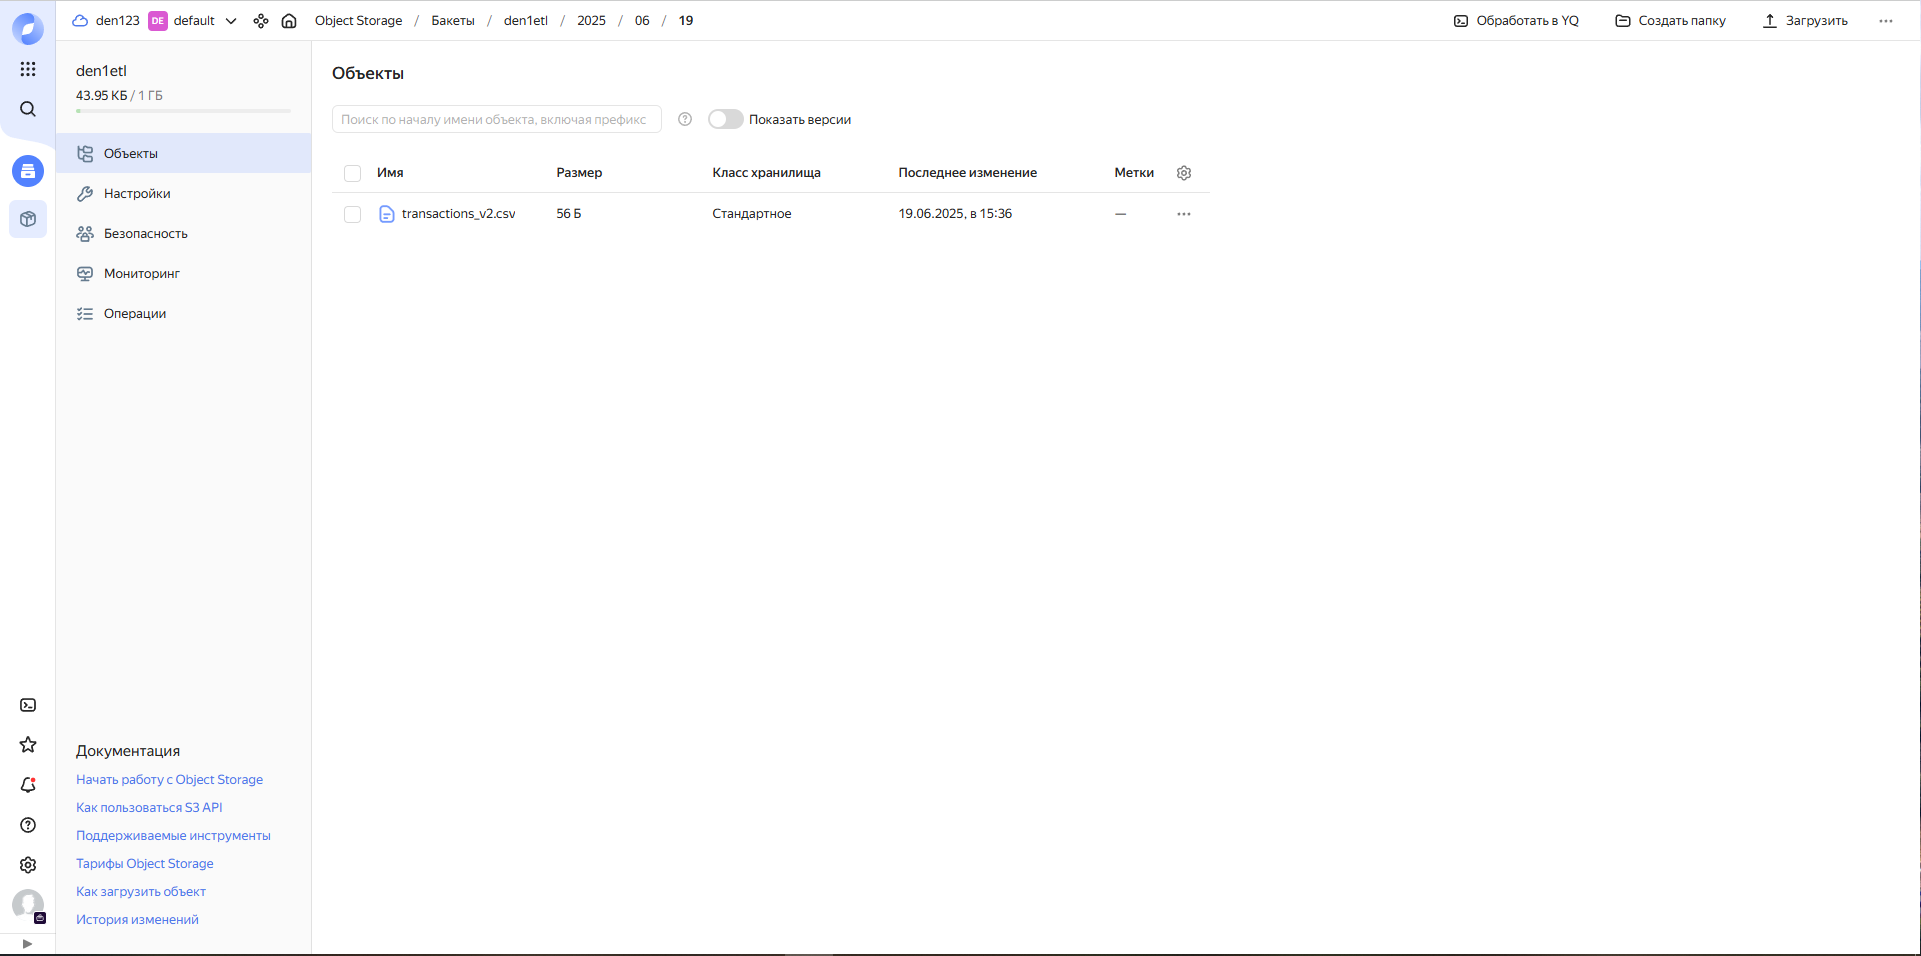 den123 DE default Object Storage / Бакеты / den1etl / 2025 / 06 / 19 Обработать в YQ Создать папку Загрузить
den1etl
43.95 КБ / 1 ГБ
Объекты
Настройки
Безопасность
Мониторинг
Операции
Документация
Начать работу с Object Storage
Как пользоваться S3 API
Поддерживаемые инструменты
Тарифы Object Storage
Как загрузить объект
История изменений
Объекты
Поиск по началу имени объекта, включая префикс Показать версии
Имя Размер Класс хранилища Последнее изменение Метки
transactions_v2.csv 56 Б Стандартное 19.06.2025, в 15:36 —